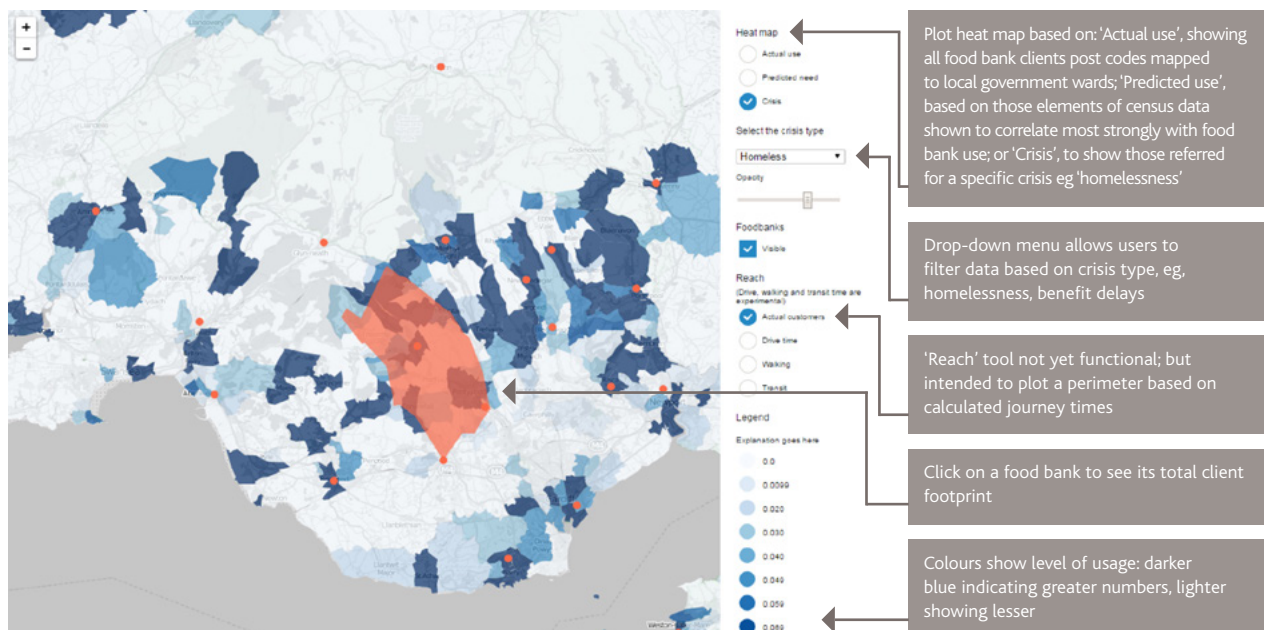 +
−
Heat map
Actual use
Predicted need
Crisis
Select the crisis type
Homeless
Opacity
Foodbanks
Visible
Reach
(Drive, walking and transit time are
experimental)
Actual customers
Drive time
Walking
Transit
Legend
Explanation goes here
0.0
0.0099
0.020
0.030
0.040
0.049
0.059
0.069
Plot heat map based on: ‘Actual use’, showing
all food bank clients post codes mapped
to local government wards; ‘Predicted use’,
based on those elements of census data
shown to correlate most strongly with food
bank use; or ‘Crisis’, to show those referred
for a specific crisis eg ‘homelessness’
Drop-down menu allows users to
filter data based on crisis type, eg,
homelessness, benefit delays
‘Reach’ tool not yet functional; but
intended to plot a perimeter based on
calculated journey times
Click on a food bank to see its total client
footprint
Colours show level of usage: darker
blue indicating greater numbers, lighter
showing lesser